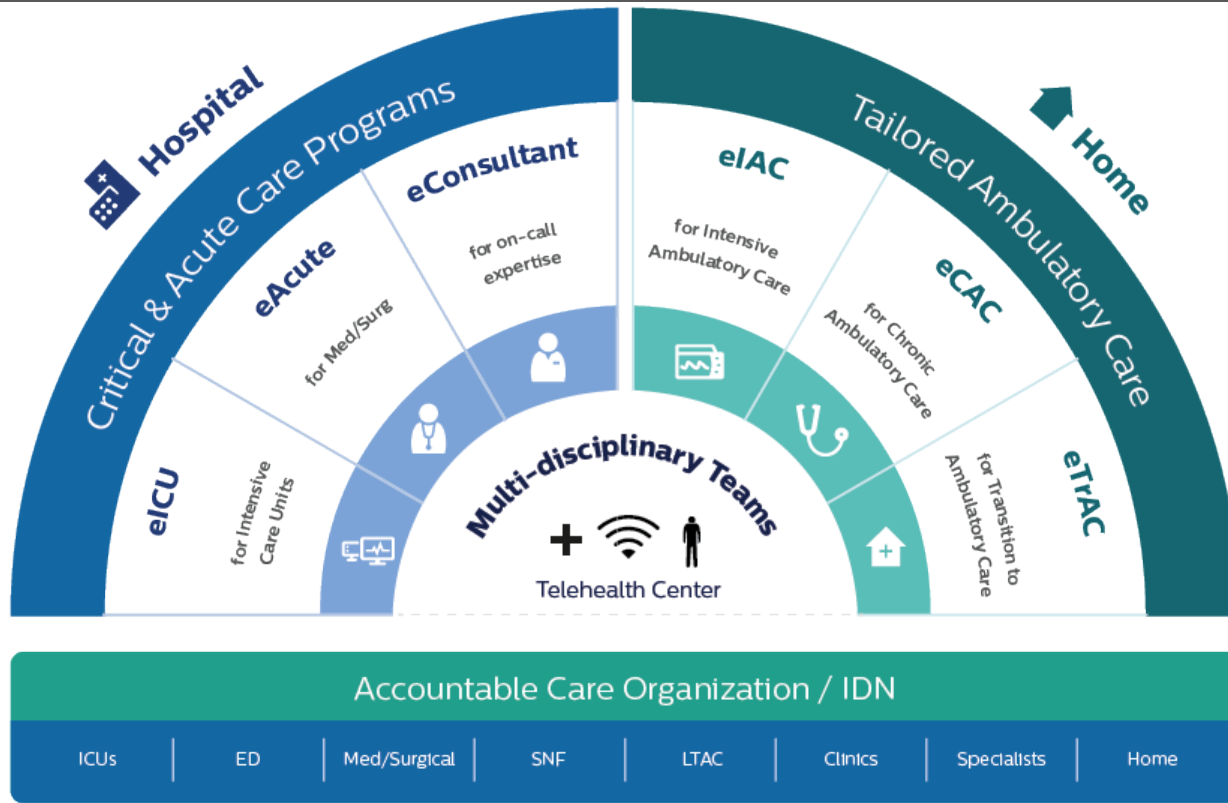 Hospital
Critical & Acute Care Programs
eICU
for Intensive
Care Units
eAcute
for Med/Surg
eConsultant
for on-call
expertise
Home
Tailored Ambulatory Care
eIAC
for Intensive
Ambulatory Care
eCAC
for Chronic
Ambulatory Care
eTrAC
for Transition to
Ambulatory Care
Multi-disciplinary Teams
Telehealth Center
Accountable Care Organization / IDN
ICUs
ED
Med/Surgical
SNF
LTAC
Clinics
Specialists
Home